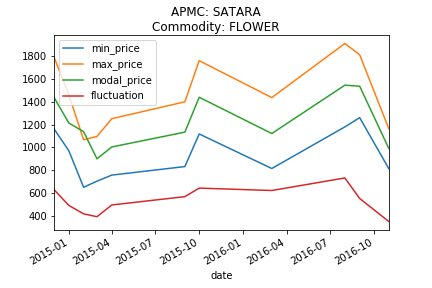 APMC: SATARA
Commodity: FLOWER
min_price
max_price
modal_price
fluctuation
1800
1600
1400
1200
1000
800
600
400
2015-01
2015-04
2015-07
2015-10
2016-01
2016-04
2016-07
2016-10
date